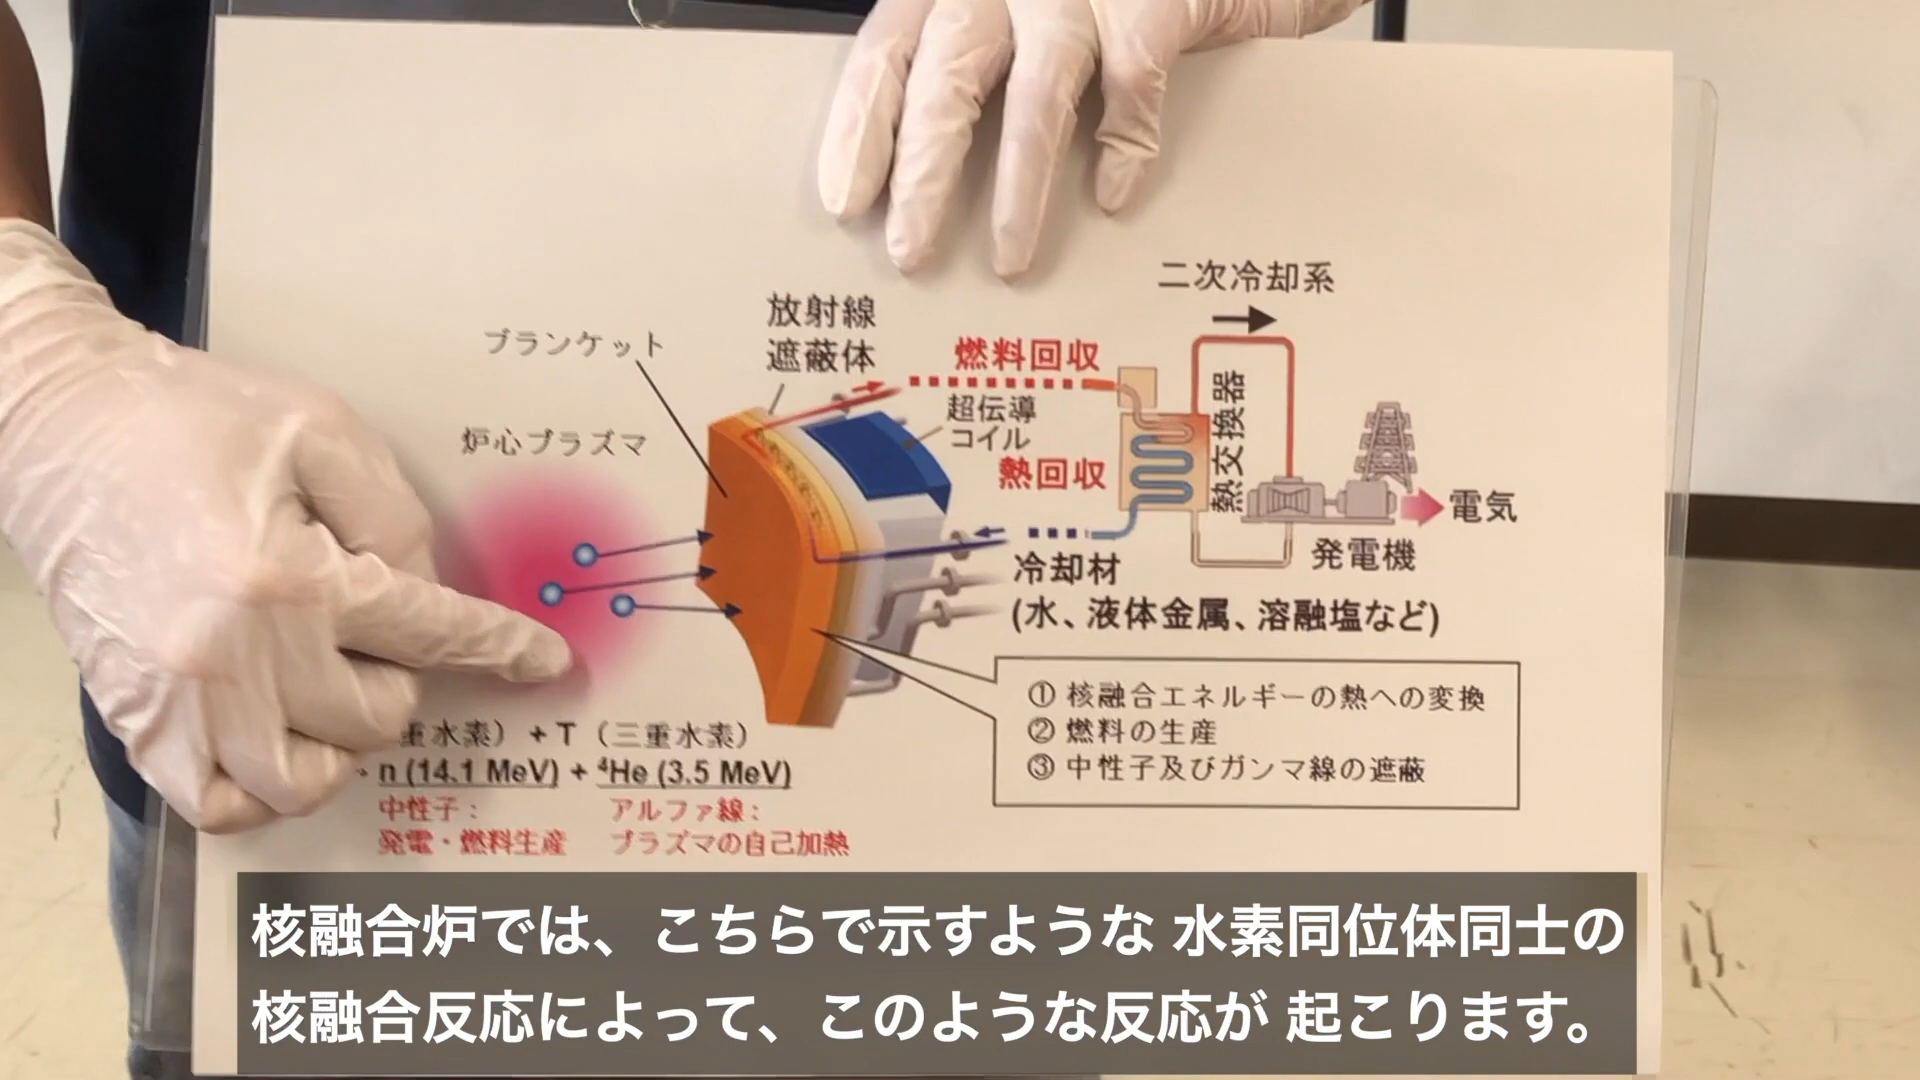 二次冷却系
放射線
遮蔽体
ブランケット
燃料回収
熱交換器
超伝導
コイル
炉心プラズマ
熱回収
電気
発電機
冷却材
(水、液体金属、溶融塩など)
① 核融合エネルギーの熱への変換
② 燃料の生産
③ 中性子及びガンマ線の遮蔽
重水素）+ T（三重水素）
n (14.1 MeV) + ⁴He (3.5 MeV)
中性子： アルファ線：
発電・燃料生産 プラズマの自己加熱
核融合炉では、こちらで示すような 水素同位体同士の
核融合反応によって、このような反応が 起こります。